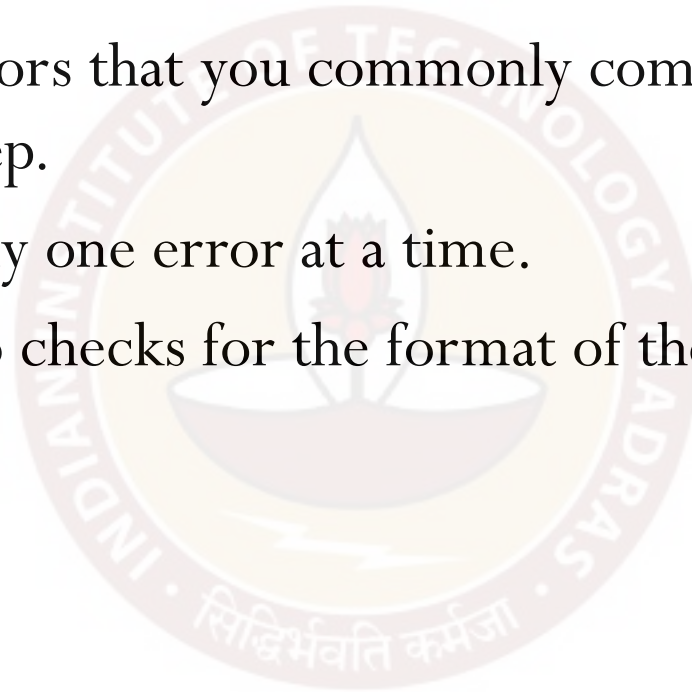 ors that you commonly com
ep.
y one error at a time.
checks for the format of the
INDIAN INSTITUTE OF TECHNOLOGY MADRAS
सिद्धिर्भवति कर्मजा